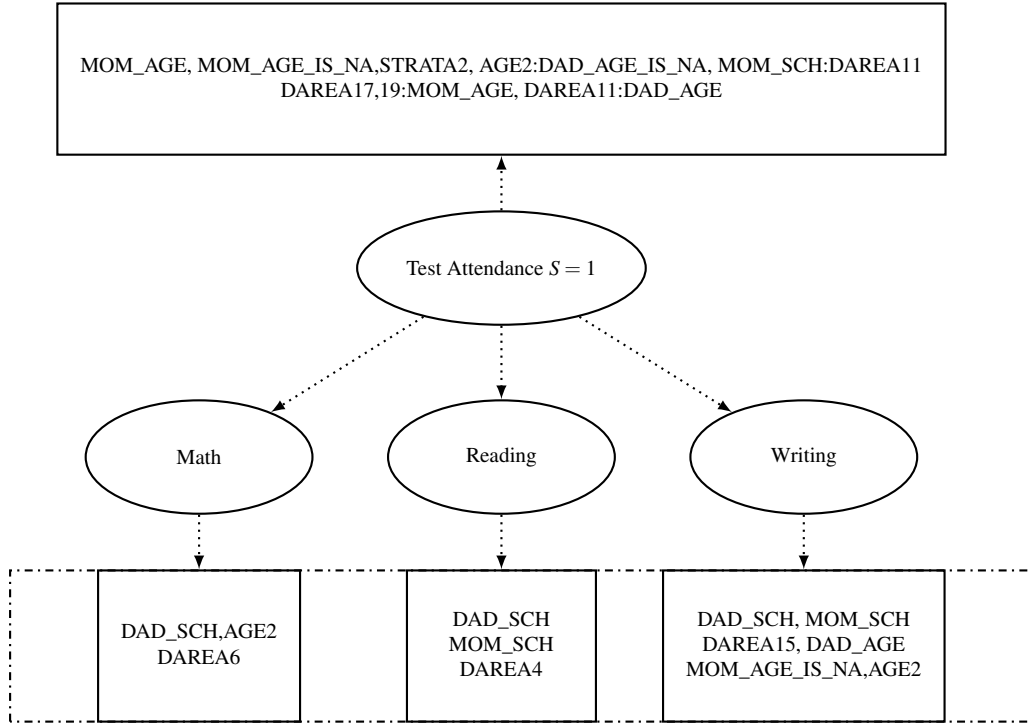 MOM_AGE, MOM_AGE_IS_NA,STRATA2, AGE2:DAD_AGE_IS_NA, MOM_SCH:DAREA11
DAREA17,19:MOM_AGE, DAREA11:DAD_AGE
Test Attendance S = 1
Math
Reading
Writing
DAD_SCH,AGE2
DAREA6
DAD_SCH
MOM_SCH
DAREA4
DAD_SCH, MOM_SCH
DAREA15, DAD_AGE
MOM_AGE_IS_NA,AGE2